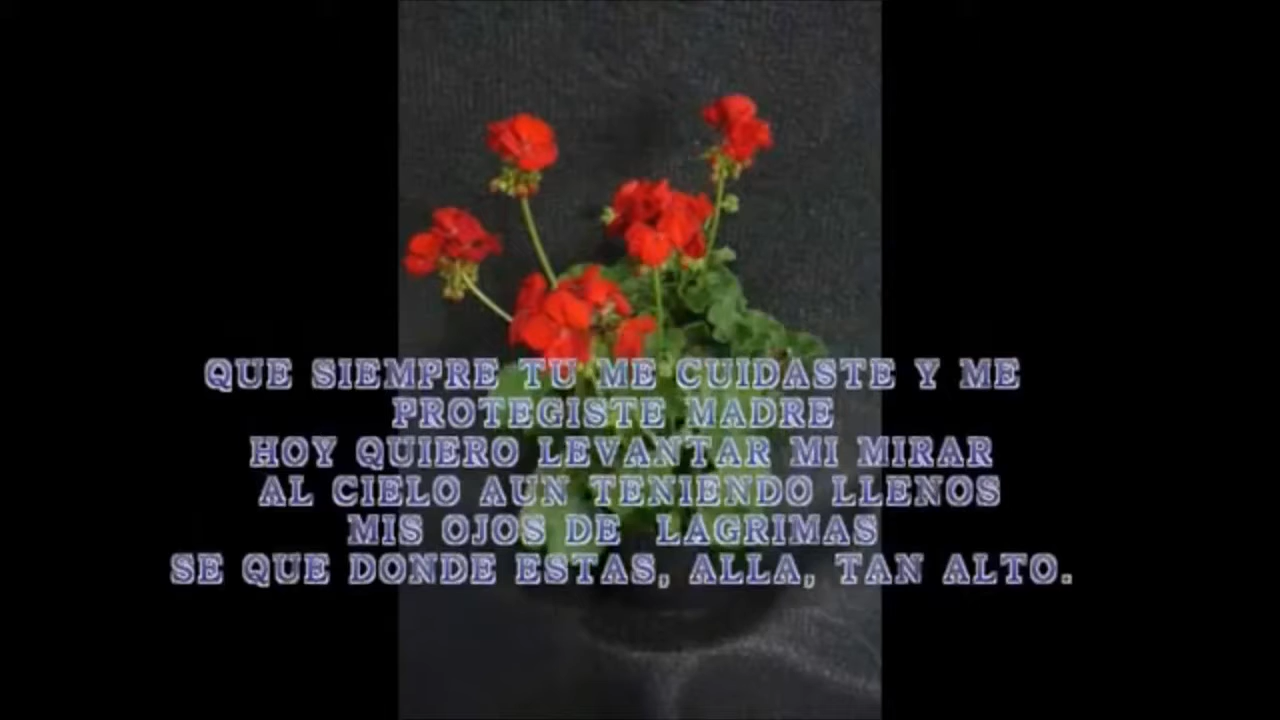 QUE SIEMPRE TU ME CUIDASTE Y ME
PROTEGISTE MADRE
HOY QUIERO LEVANTAR MI MIRAR
AL CIELO AUN TENIENDO LLENOS
MIS OJOS DE LAGRIMAS
SE QUE DONDE ESTAS, ALLA, TAN ALTO.